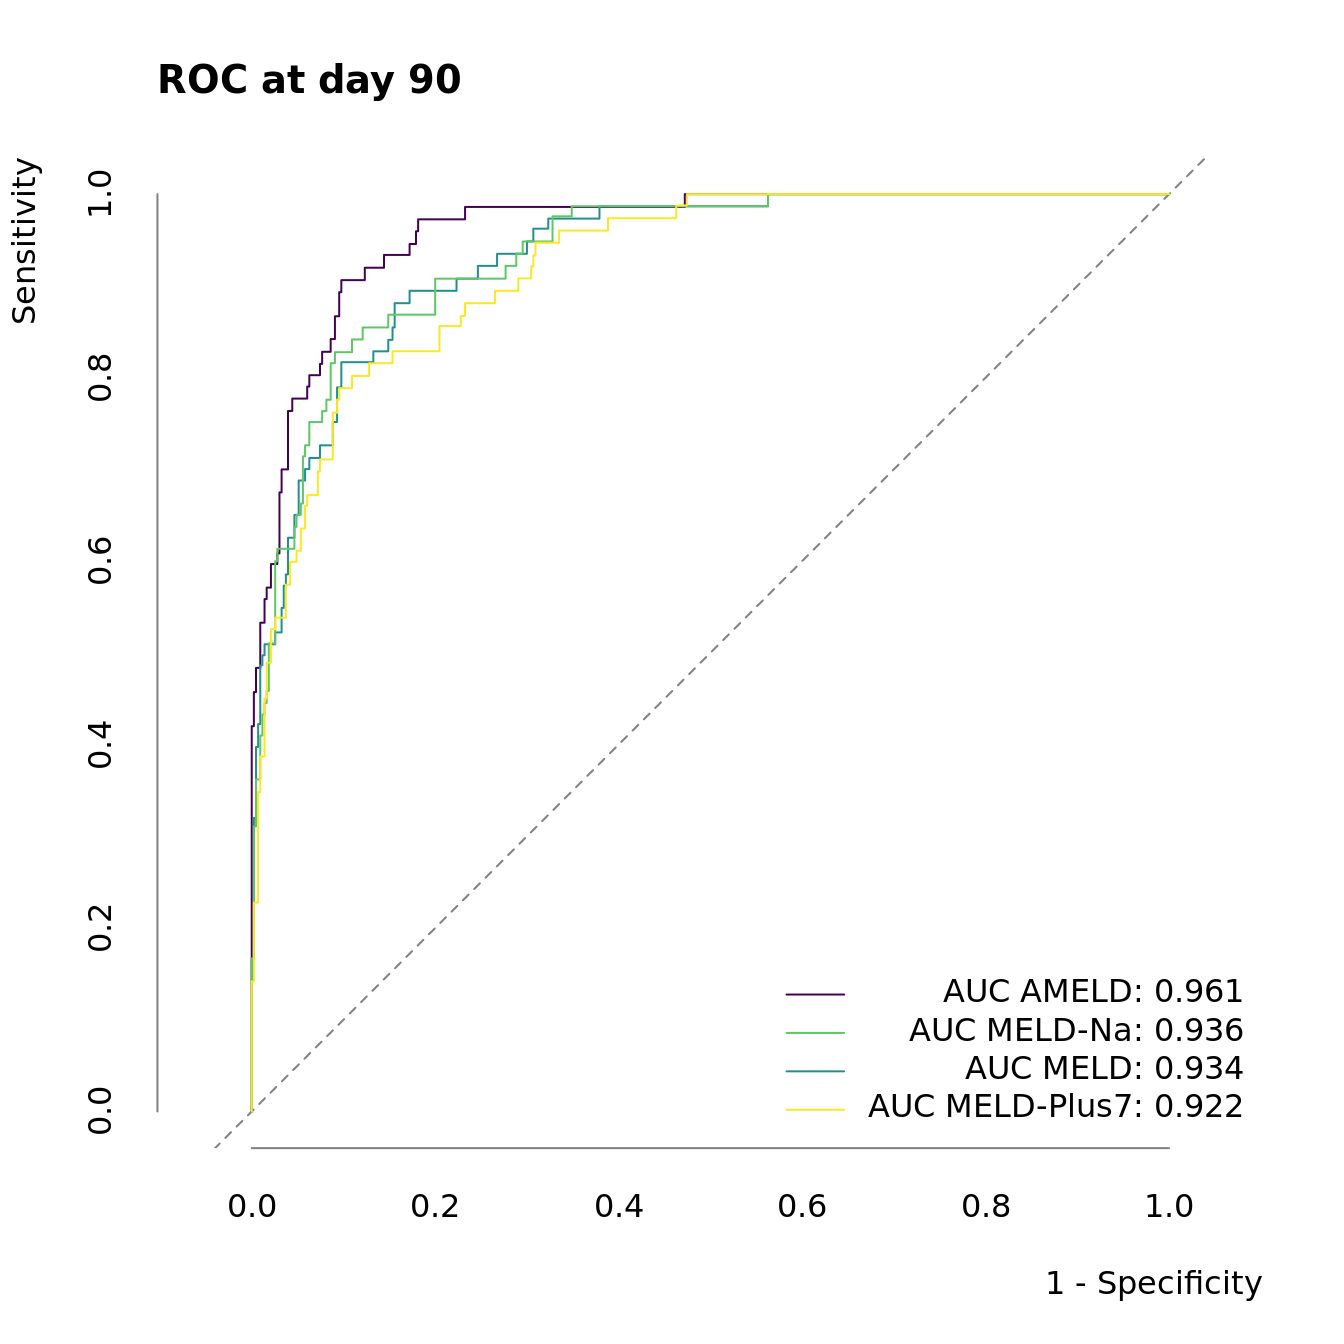 ROC at day 90
Sensitivity
1.0
0.8
0.6
0.4
0.2
0.0
AUC AMELD: 0.961
AUC MELD-Na: 0.936
AUC MELD: 0.934
AUC MELD-Plus7: 0.922
0.0 0.2 0.4 0.6 0.8 1.0
1 - Specificity